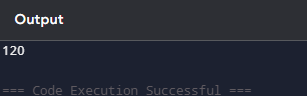 Output
120
=== Code Execution Successful ===